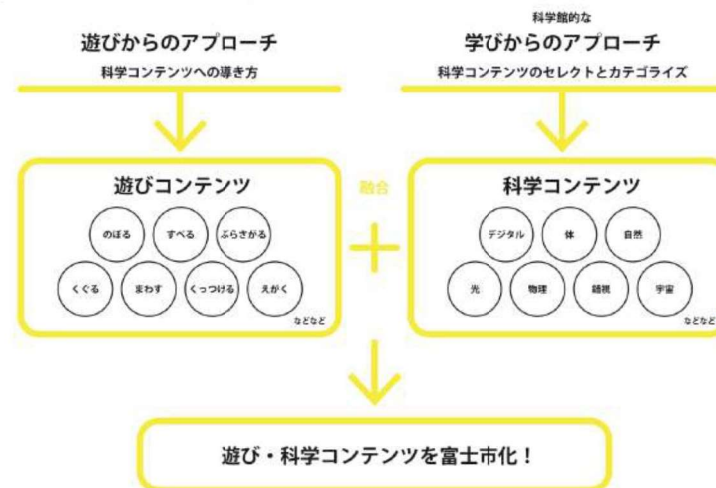 遊びからのアプローチ
科学コンテンツへの導き方
科学館的な
学びからのアプローチ
科学コンテンツのセレクトとカテゴライズ
遊びコンテンツ
のぼる
すべる
ぶらさがる
くぐる
まわす
くっつける
えがく
などなど
融合
科学コンテンツ
デジタル
体
自然
光
物理
錯視
宇宙
などなど
遊び・科学コンテンツを富士市化！